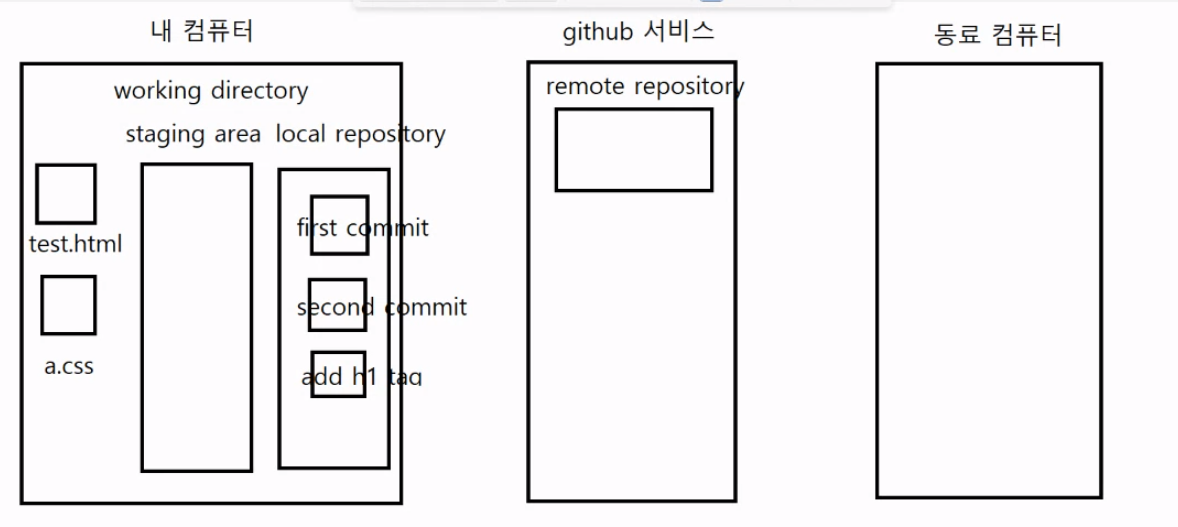 내 컴퓨터
github 서비스
동료 컴퓨터
working directory
remote repository
staging area
local repository
test.html
a.css
first commit
second commit
add h1 tag